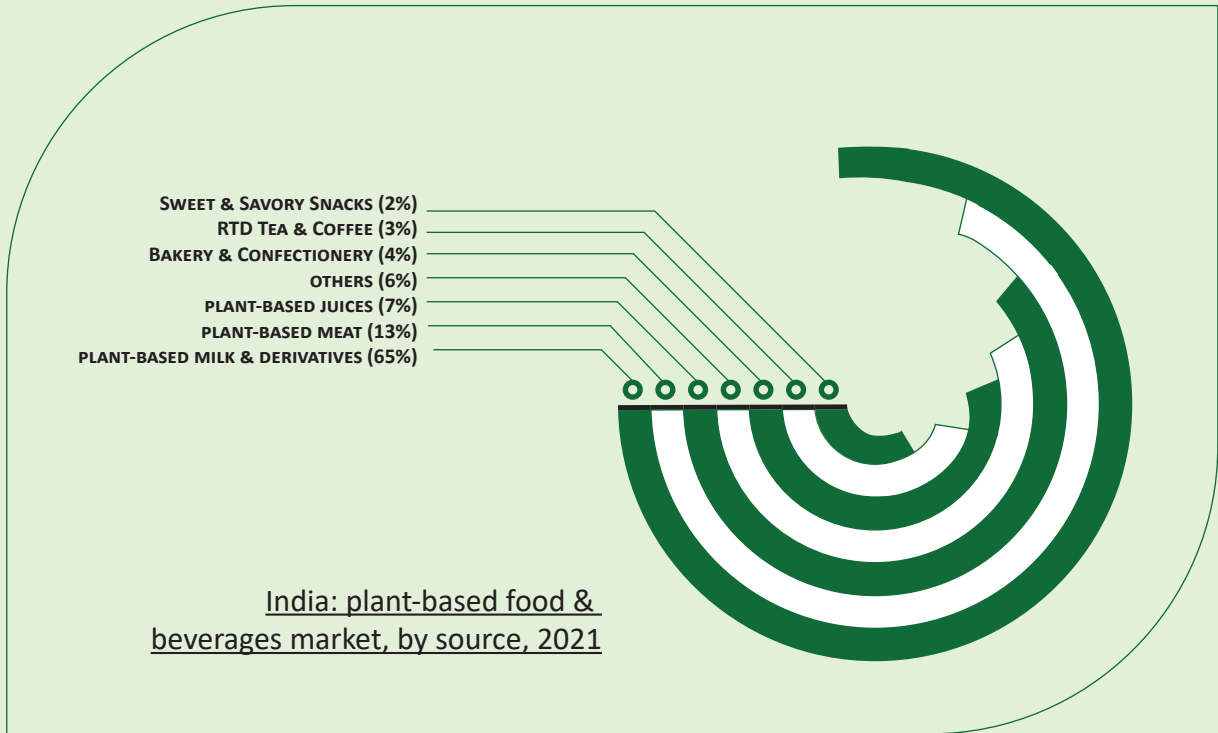 SWEET & SAVORY SNACKS (2%)
RTD TEA & COFFEE (3%)
BAKERY & CONFECTIONERY (4%)
OTHERS (6%)
PLANT-BASED JUICES (7%)
PLANT-BASED MEAT (13%)
PLANT-BASED MILK & DERIVATIVES (65%)
India: plant-based food &
beverages market, by source, 2021